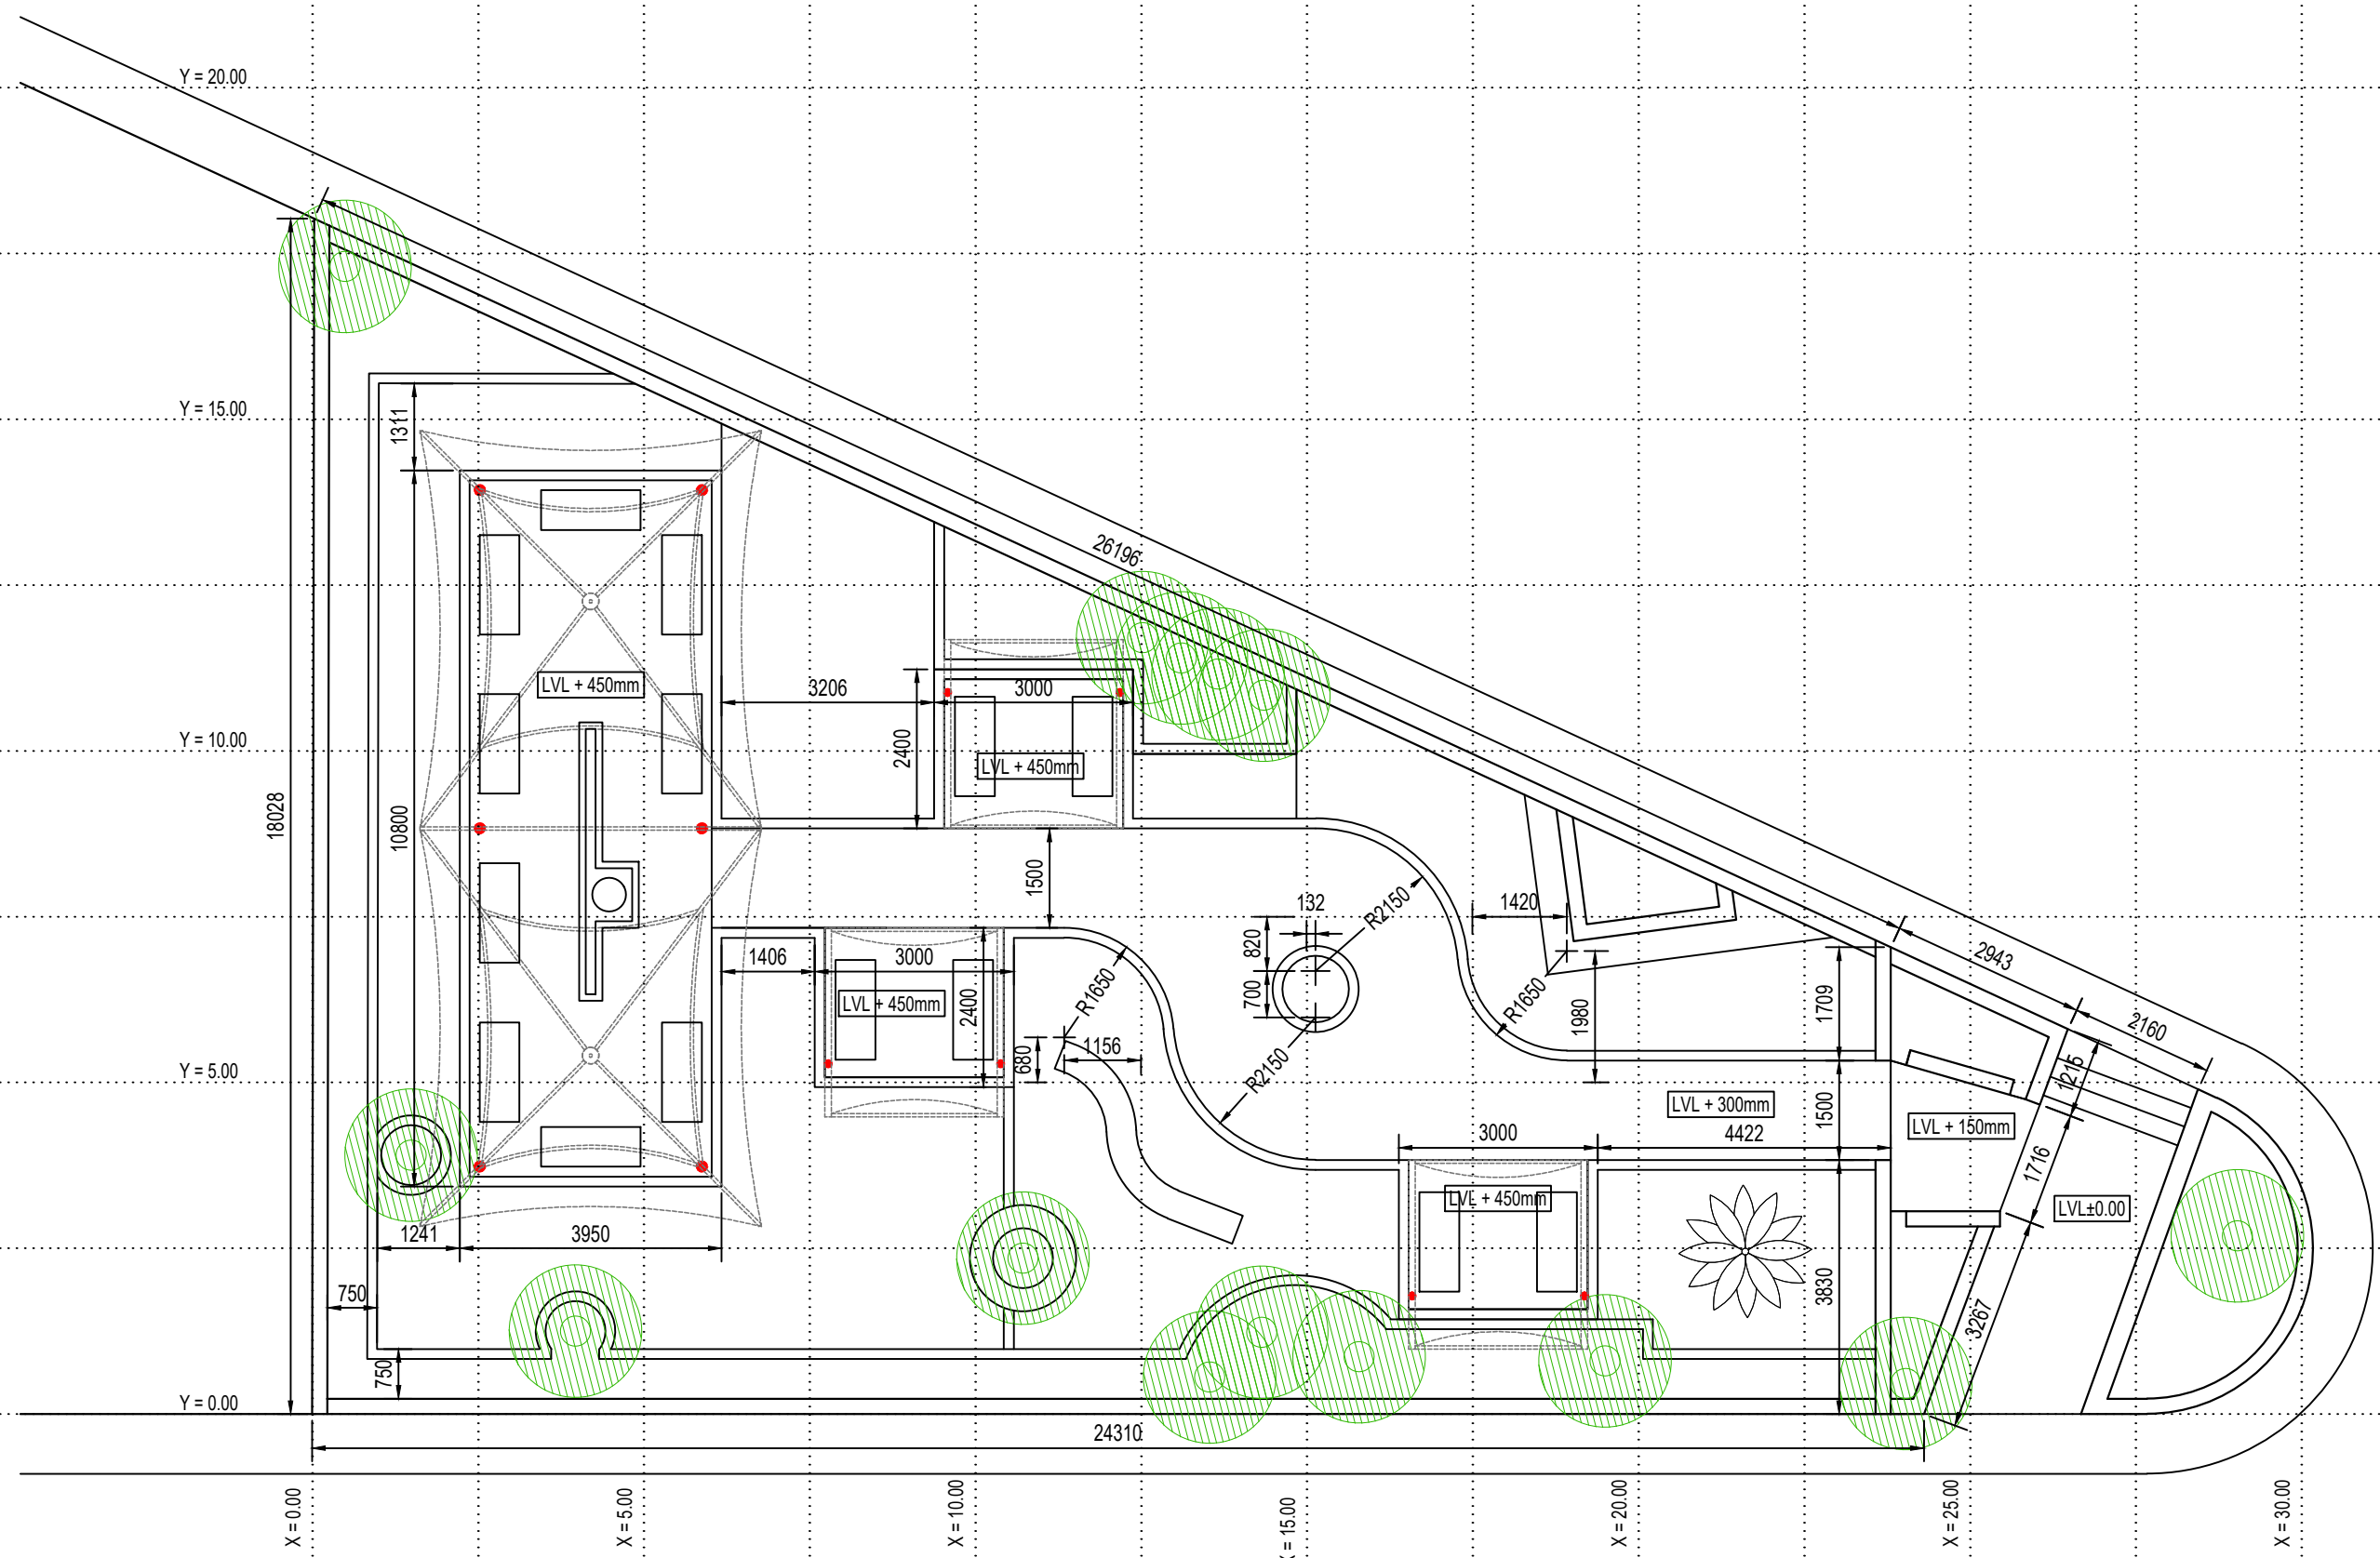 Y = 20.00
Y = 15.00
1311
26196
LVL + 450mm
3206
3000
Y = 10.00
2400
LVL + 450mm
18028
10800
1500
132
R2150
1420
820
2943
1406
3000
LVL + 450mm
2400
R1650
700
R1650
1980
1709
2160
680
1156
R2150
1215
Y = 5.00
LVL + 300mm
1500
LVL + 150mm
3000
4422
1716
LVL + 450mm
LVL±0.00
1241
3950
750
3830
3267
750
Y = 0.00
24310
X = 0.00
X = 5.00
X = 10.00
X = 15.00
X = 20.00
X = 25.00
X = 30.00